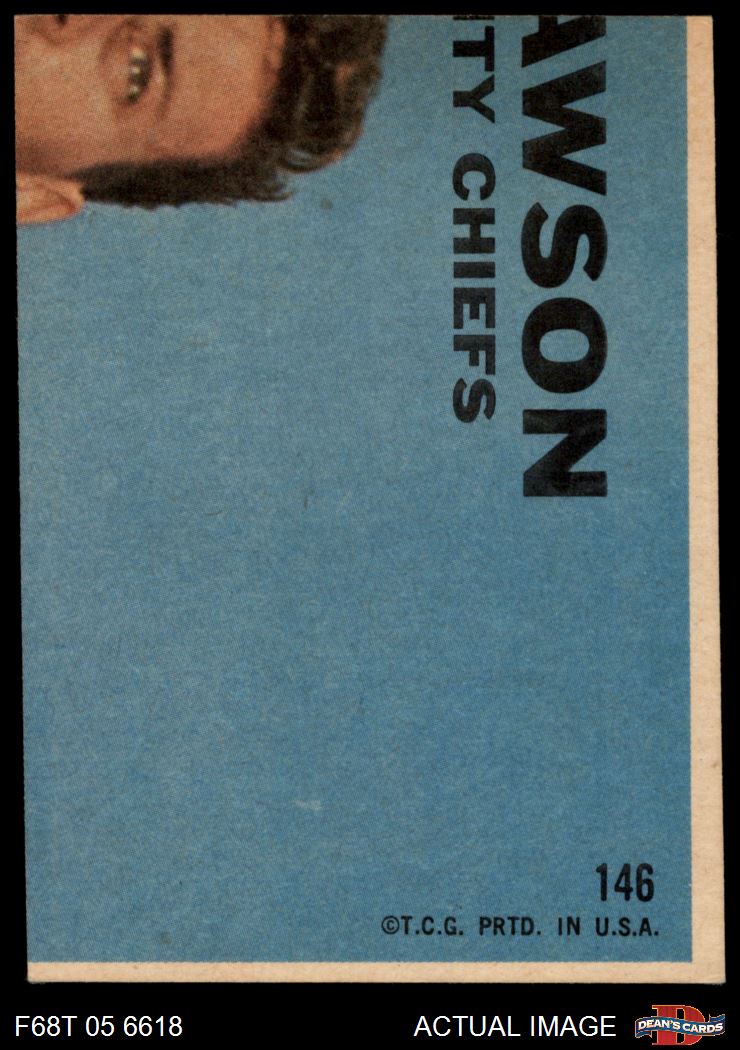 AWSON
ITY CHIEFS
146
©T.C.G. PRTD. IN U.S.A.
F68T 05 6618
ACTUAL IMAGE
DEAN'S CARDS